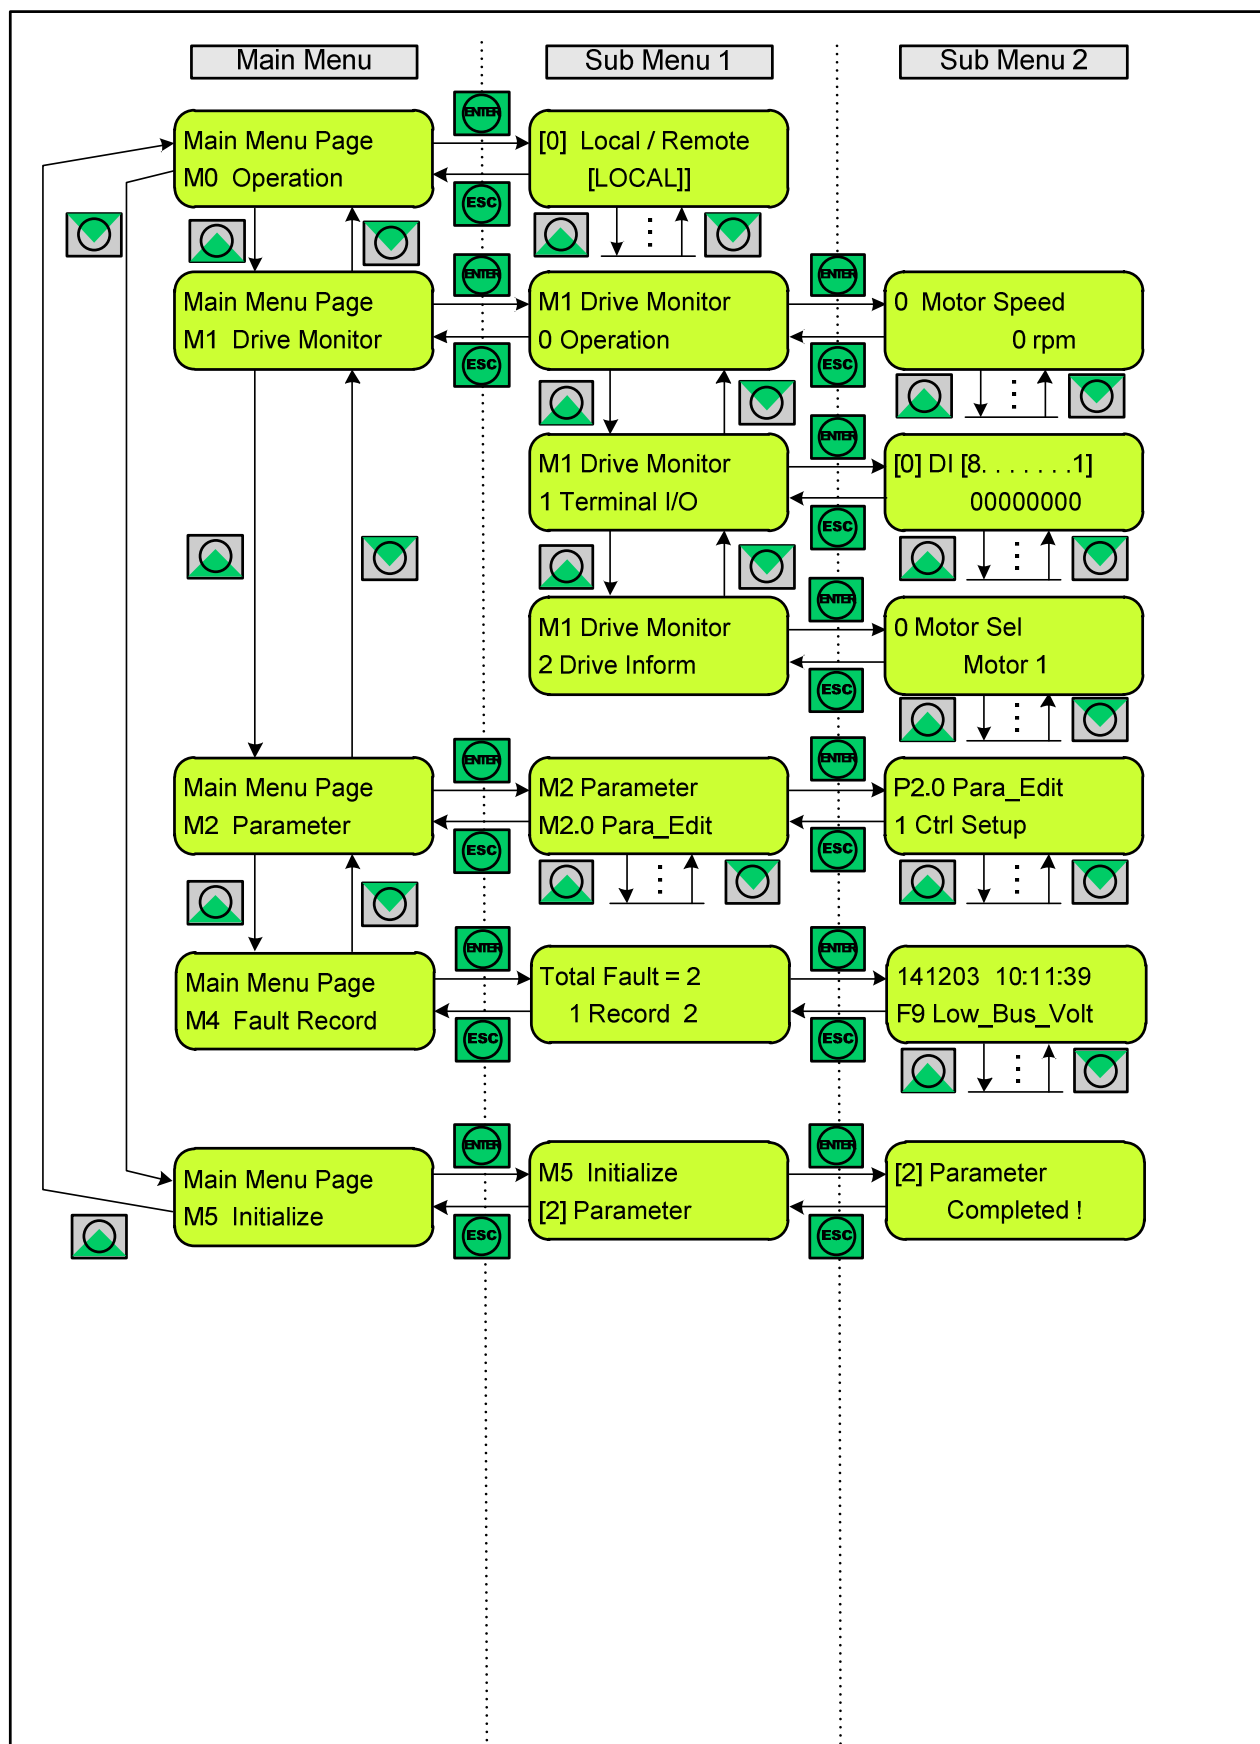 Main Menu
Sub Menu 1
Sub Menu 2
ENTER
Main Menu Page
M0 Operation
[0] Local / Remote
[LOCAL]]
ESC
ENTER
ENTER
Main Menu Page
M1 Drive Monitor
M1 Drive Monitor
0 Operation
0 Motor Speed
0 rpm
ESC
ESC
ENTER
M1 Drive Monitor
1 Terminal I/O
[0] DI [8. . . . . . .1]
00000000
ESC
ENTER
M1 Drive Monitor
2 Drive Inform
0 Motor Sel
Motor 1
ESC
ENTER
ENTER
Main Menu Page
M2 Parameter
M2 Parameter
M2.0 Para_Edit
P2.0 Para_Edit
1 Ctrl Setup
ESC
ESC
ENTER
ENTER
Main Menu Page
M4 Fault Record
Total Fault = 2
1 Record 2
141203 10:11:39
F9 Low_Bus_Volt
ESC
ESC
ENTER
ENTER
Main Menu Page
M5 Initialize
M5 Initialize
[2] Parameter
[2] Parameter
Completed !
ESC
ESC